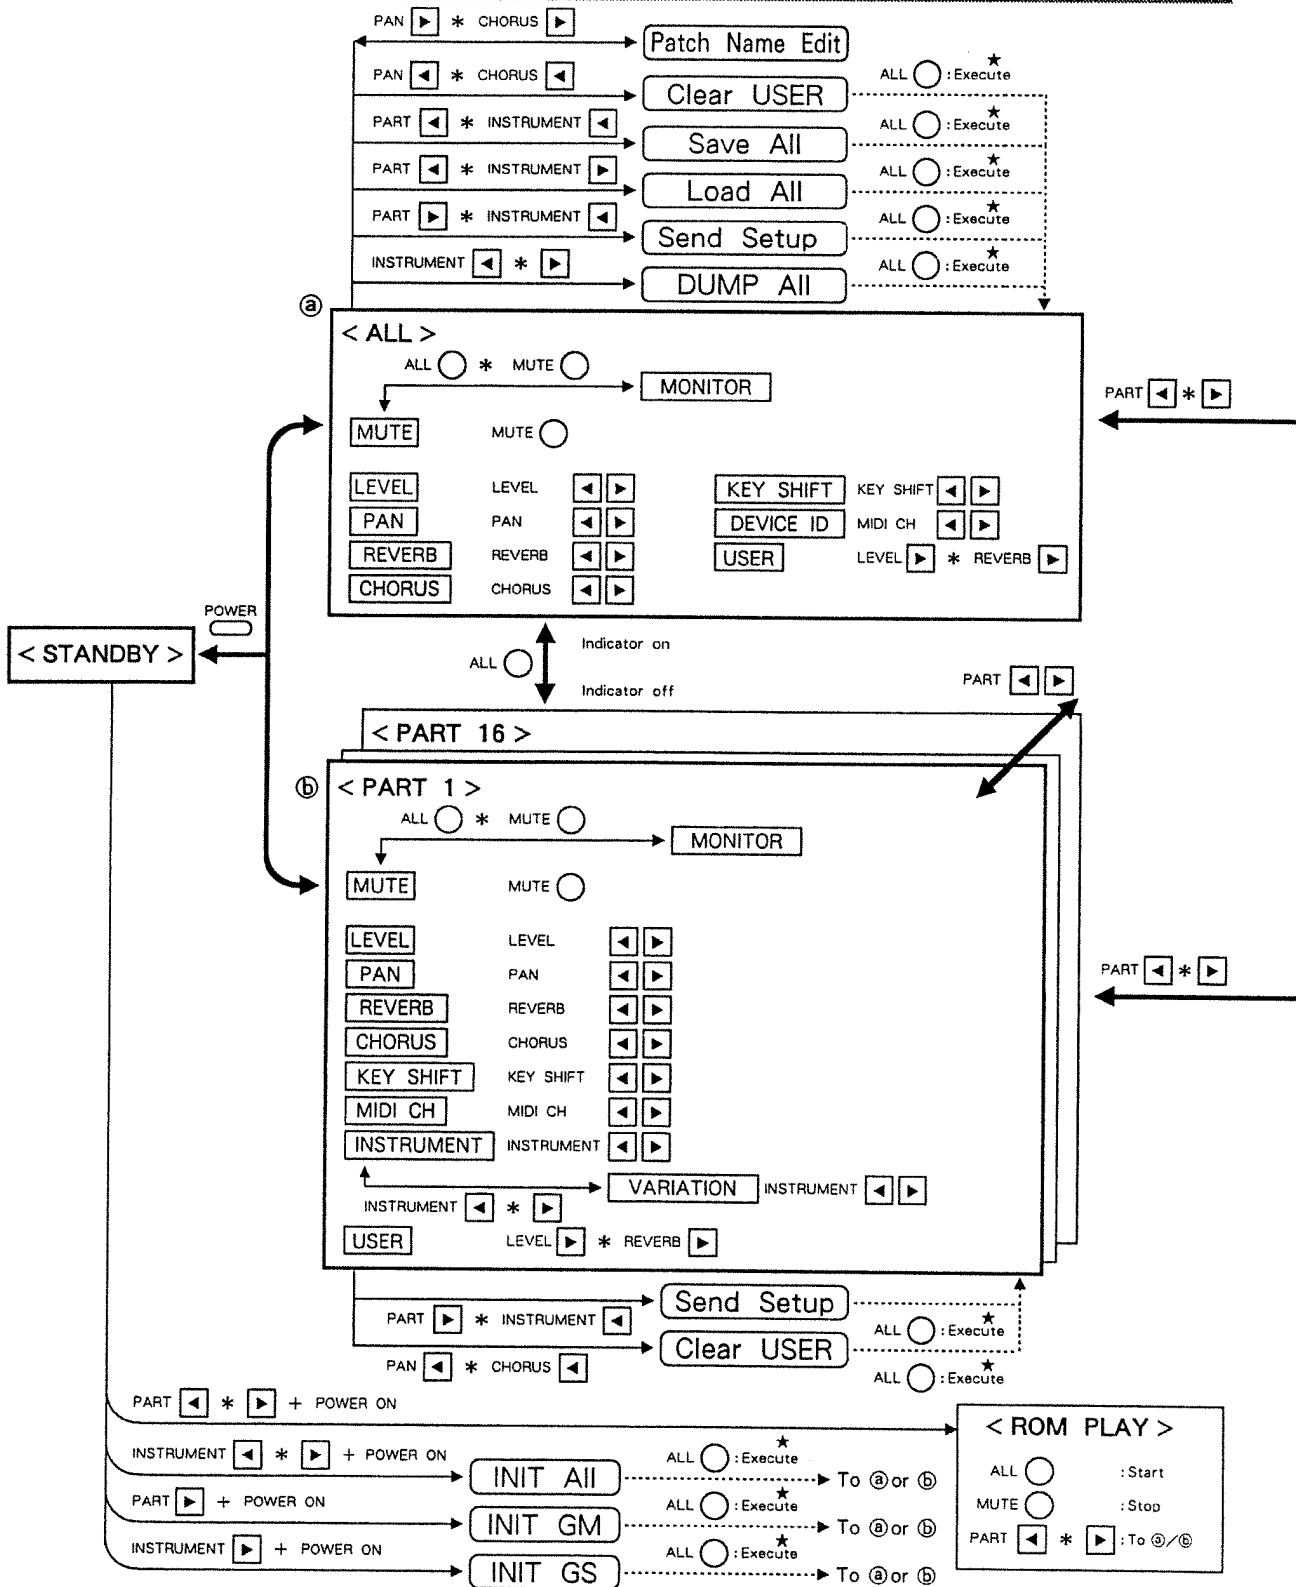 PAN ▶ * CHORUS ▶
Patch Name Edit
PAN ◀ * CHORUS ◀
Clear USER
ALL ◯ : Execute ★
PART ◀ * INSTRUMENT ◀
Save All
ALL ◯ : Execute ★
PART ◀ * INSTRUMENT ▶
Load All
ALL ◯ : Execute ★
PART ▶ * INSTRUMENT ◀
Send Setup
ALL ◯ : Execute ★
INSTRUMENT ◀ * ▶
DUMP All
ALL ◯ : Execute ★
ⓐ
< ALL >
ALL ◯ * MUTE ◯
MONITOR
PART ◀ * ▶
MUTE MUTE ◯
LEVEL LEVEL ◀ ▶ KEY SHIFT KEY SHIFT ◀ ▶
PAN PAN ◀ ▶ DEVICE ID MIDI CH ◀ ▶
REVERB REVERB ◀ ▶ USER LEVEL ▶ * REVERB ▶
CHORUS CHORUS ◀ ▶
POWER
< STANDBY >
ALL ◯
Indicator on
Indicator off
PART ◀ ▶
< PART 16 >
ⓑ
< PART 1 >
ALL ◯ * MUTE ◯
MONITOR
MUTE MUTE ◯
LEVEL LEVEL ◀ ▶
PAN PAN ◀ ▶
PART ◀ * ▶
REVERB REVERB ◀ ▶
CHORUS CHORUS ◀ ▶
KEY SHIFT KEY SHIFT ◀ ▶
MIDI CH MIDI CH ◀ ▶
INSTRUMENT INSTRUMENT ◀ ▶
VARIATION INSTRUMENT ◀ ▶
INSTRUMENT ◀ * ▶
USER LEVEL ▶ * REVERB ▶
Send Setup
PART ▶ * INSTRUMENT ◀
ALL ◯ : Execute ★
Clear USER
PAN ◀ * CHORUS ◀
ALL ◯ : Execute ★
PART ◀ * ▶ + POWER ON
< ROM PLAY >
ALL ◯ : Start
MUTE ◯ : Stop
PART ◀ * ▶ : To ⓐ/ⓑ
INSTRUMENT ◀ * ▶ + POWER ON
INIT All
ALL ◯ : Execute ★
To ⓐ or ⓑ
PART ▶ + POWER ON
INIT GM
ALL ◯ : Execute ★
To ⓐ or ⓑ
INSTRUMENT ▶ + POWER ON
INIT GS
ALL ◯ : Execute ★
To ⓐ or ⓑ